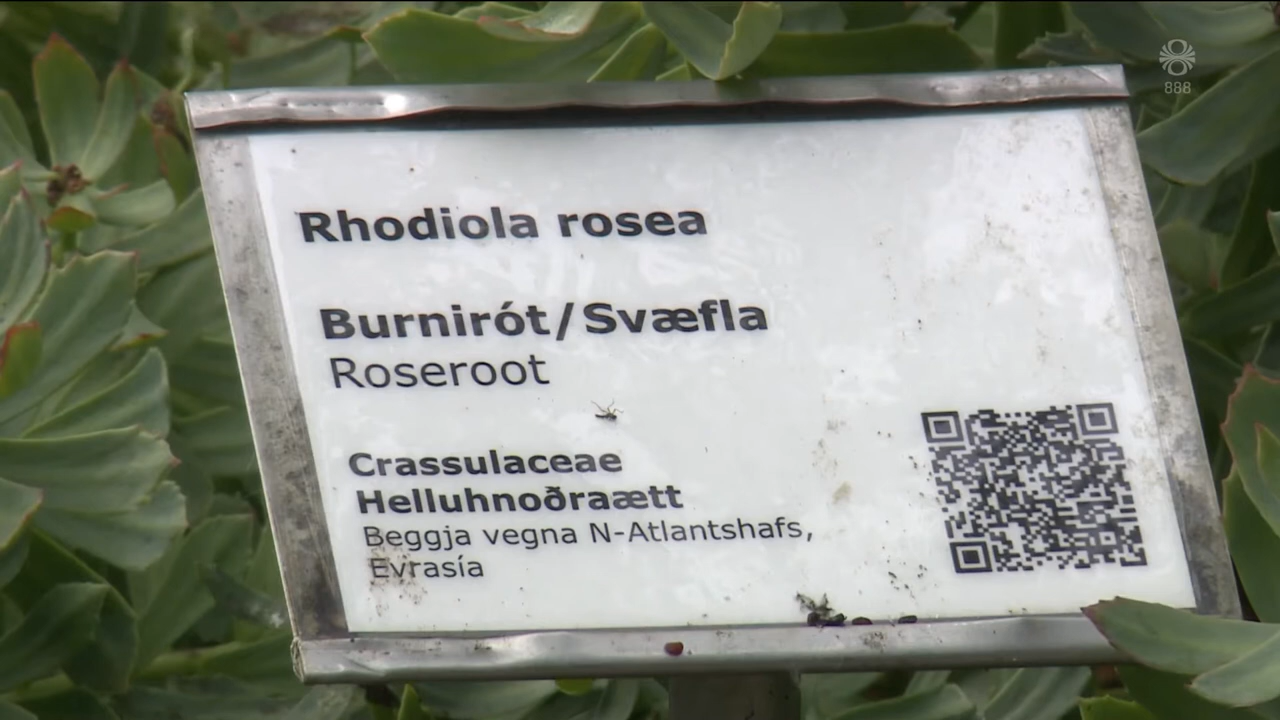 888
Rhodiola rosea
Burnirót/Svæfla
Roseroot
Crassulaceae
Helluhnoðraætt
Beggja vegna N-Atlantshafs,
Evrasía